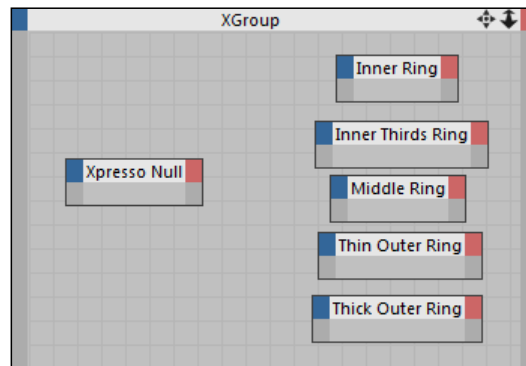 XGroup
Inner Ring
Inner Thirds Ring
Xpresso Null
Middle Ring
Thin Outer Ring
Thick Outer Ring